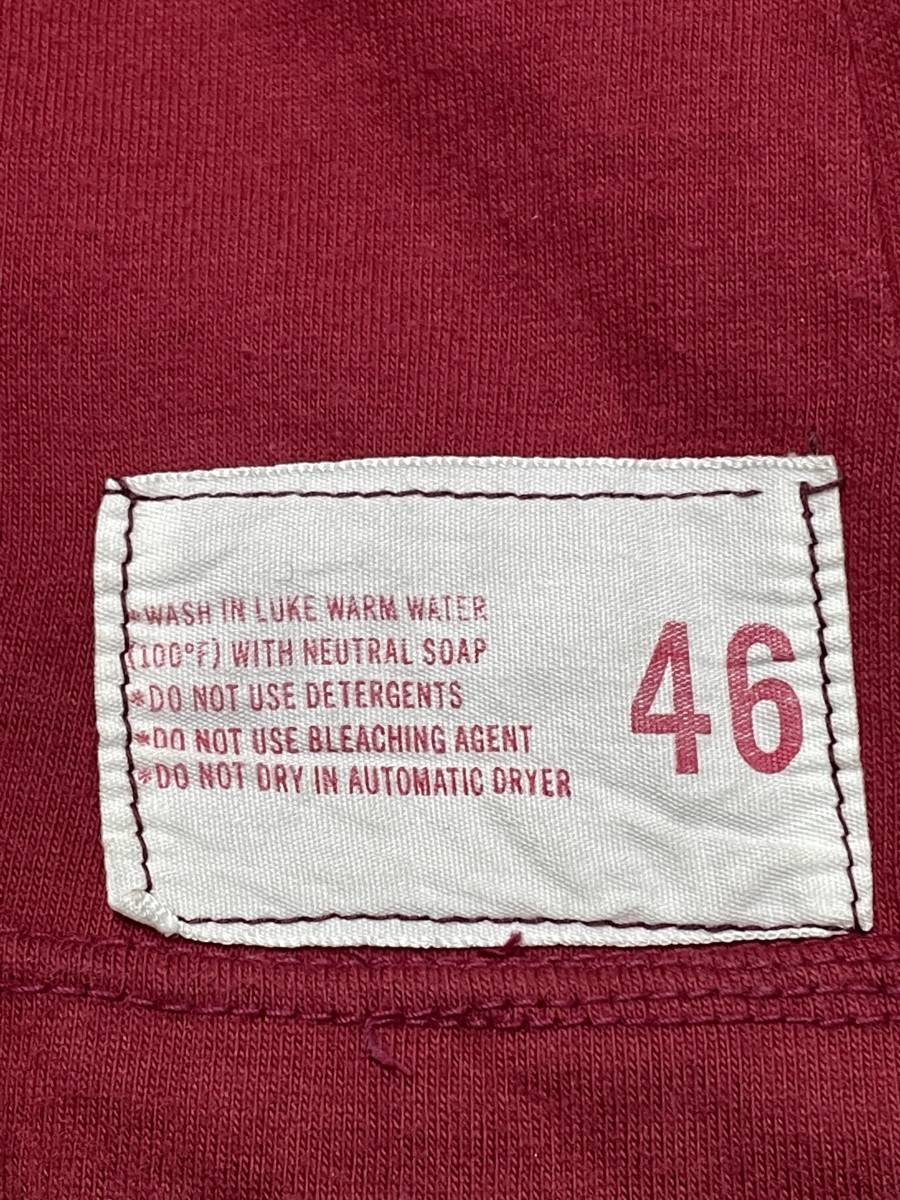 *WASH IN LUKE WARM WATER
(100°F) WITH NEUTRAL SOAP
*DO NOT USE DETERGENTS
*DO NOT USE BLEACHING AGENT
*DO NOT DRY IN AUTOMATIC DRYER
46